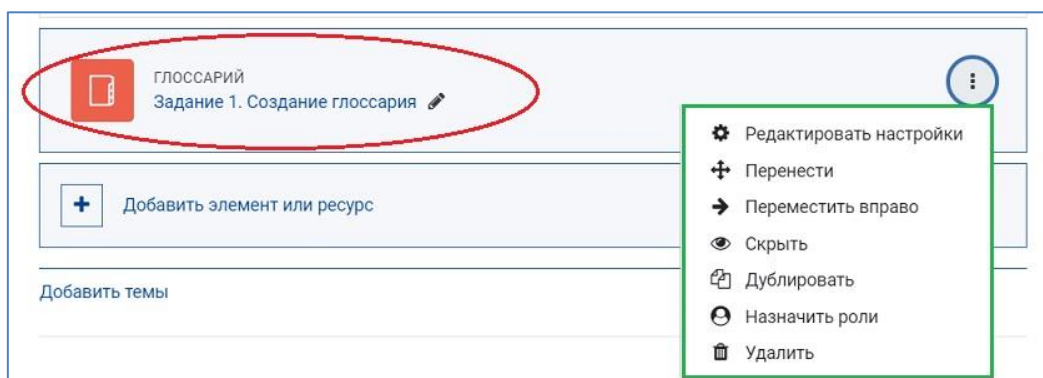 ГЛОССАРИЙ
Задание 1. Создание глоссария
Редактировать настройки
Перенести
Добавить элемент или ресурс
Переместить вправо
Скрыть
Дублировать
Добавить темы
Назначить роли
Удалить